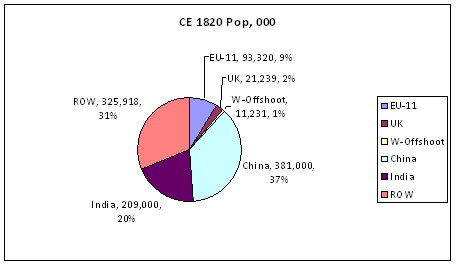 CE 1820 Pop, 000
EU-11, 93,320, 9%
UK, 21,239, 2%
W-Offshoot,
11,231, 1%
ROW, 325,918,
31%
China, 381,000,
37%
India, 209,000,
20%
EU-11
UK
W-Offshoot
China
India
ROW